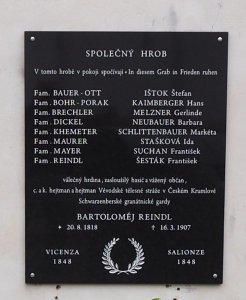 SPOLEČNÝ HROB
V tomto hrobě v pokoji spočívají • In diesem Grab in Frieden ruhen
Fam. BAUER - OTT IŠTOK Štefan
Fam. BOHR - PORAK KAIMBERGER Hans
Fam. BRECHLER MELZNER Gerlinde
Fam. DICKEL NEUBAUER Barbara
Fam. KHEMETER SCHLITTENBAUER Markéta
Fam. MAURER STAŠKOVÁ Ida
Fam. MAYER SUCHAN František
Fam. REINDL ŠESTÁK František
válečný hrdina, zasloužilý hasič a vážený občan,
c. a k. hejtman Vévodské tělesné stráže v Českém Krumlově
Schwarzenberské granátnické gardy
BARTOLOMĚJ REINDL
* 20. 8. 1818 † 16. 3. 1907
VICENZA SALIONZE
1848 1848